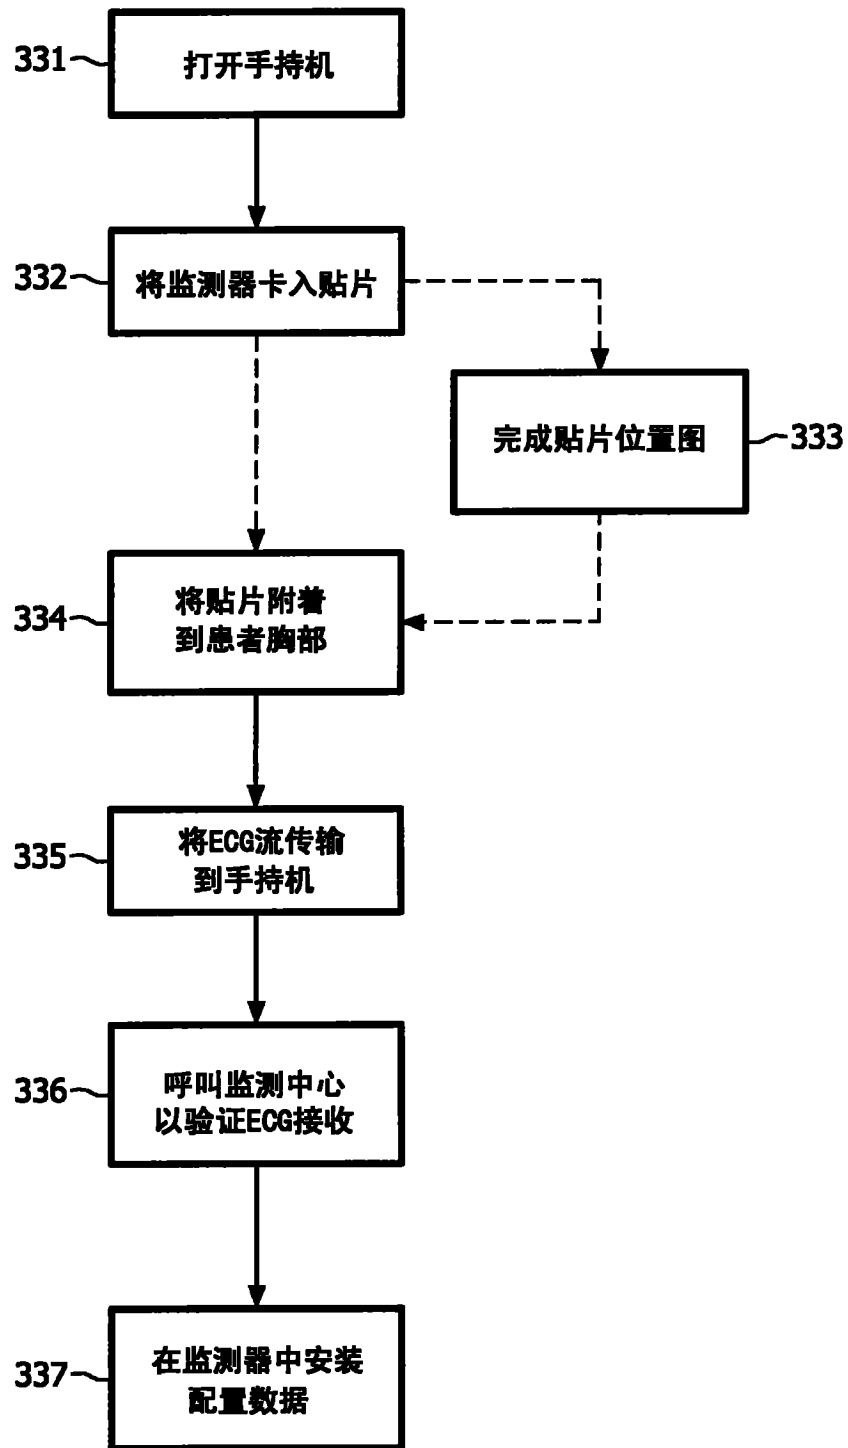 331
打开手持机
332
将监测器卡入贴片
完成贴片位置图
333
334
将贴片附着
到患者胸部
335
将ECG流传输
到手持机
336
呼叫监测中心
以验证ECG接收
337
在监测器中安装
配置数据